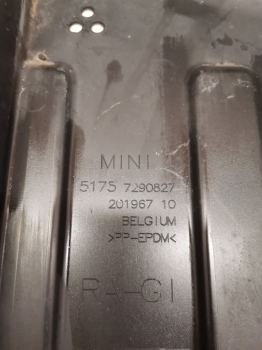 MINI
5175 7290827
201967 10
BELGIUM
>PP-EPDM<